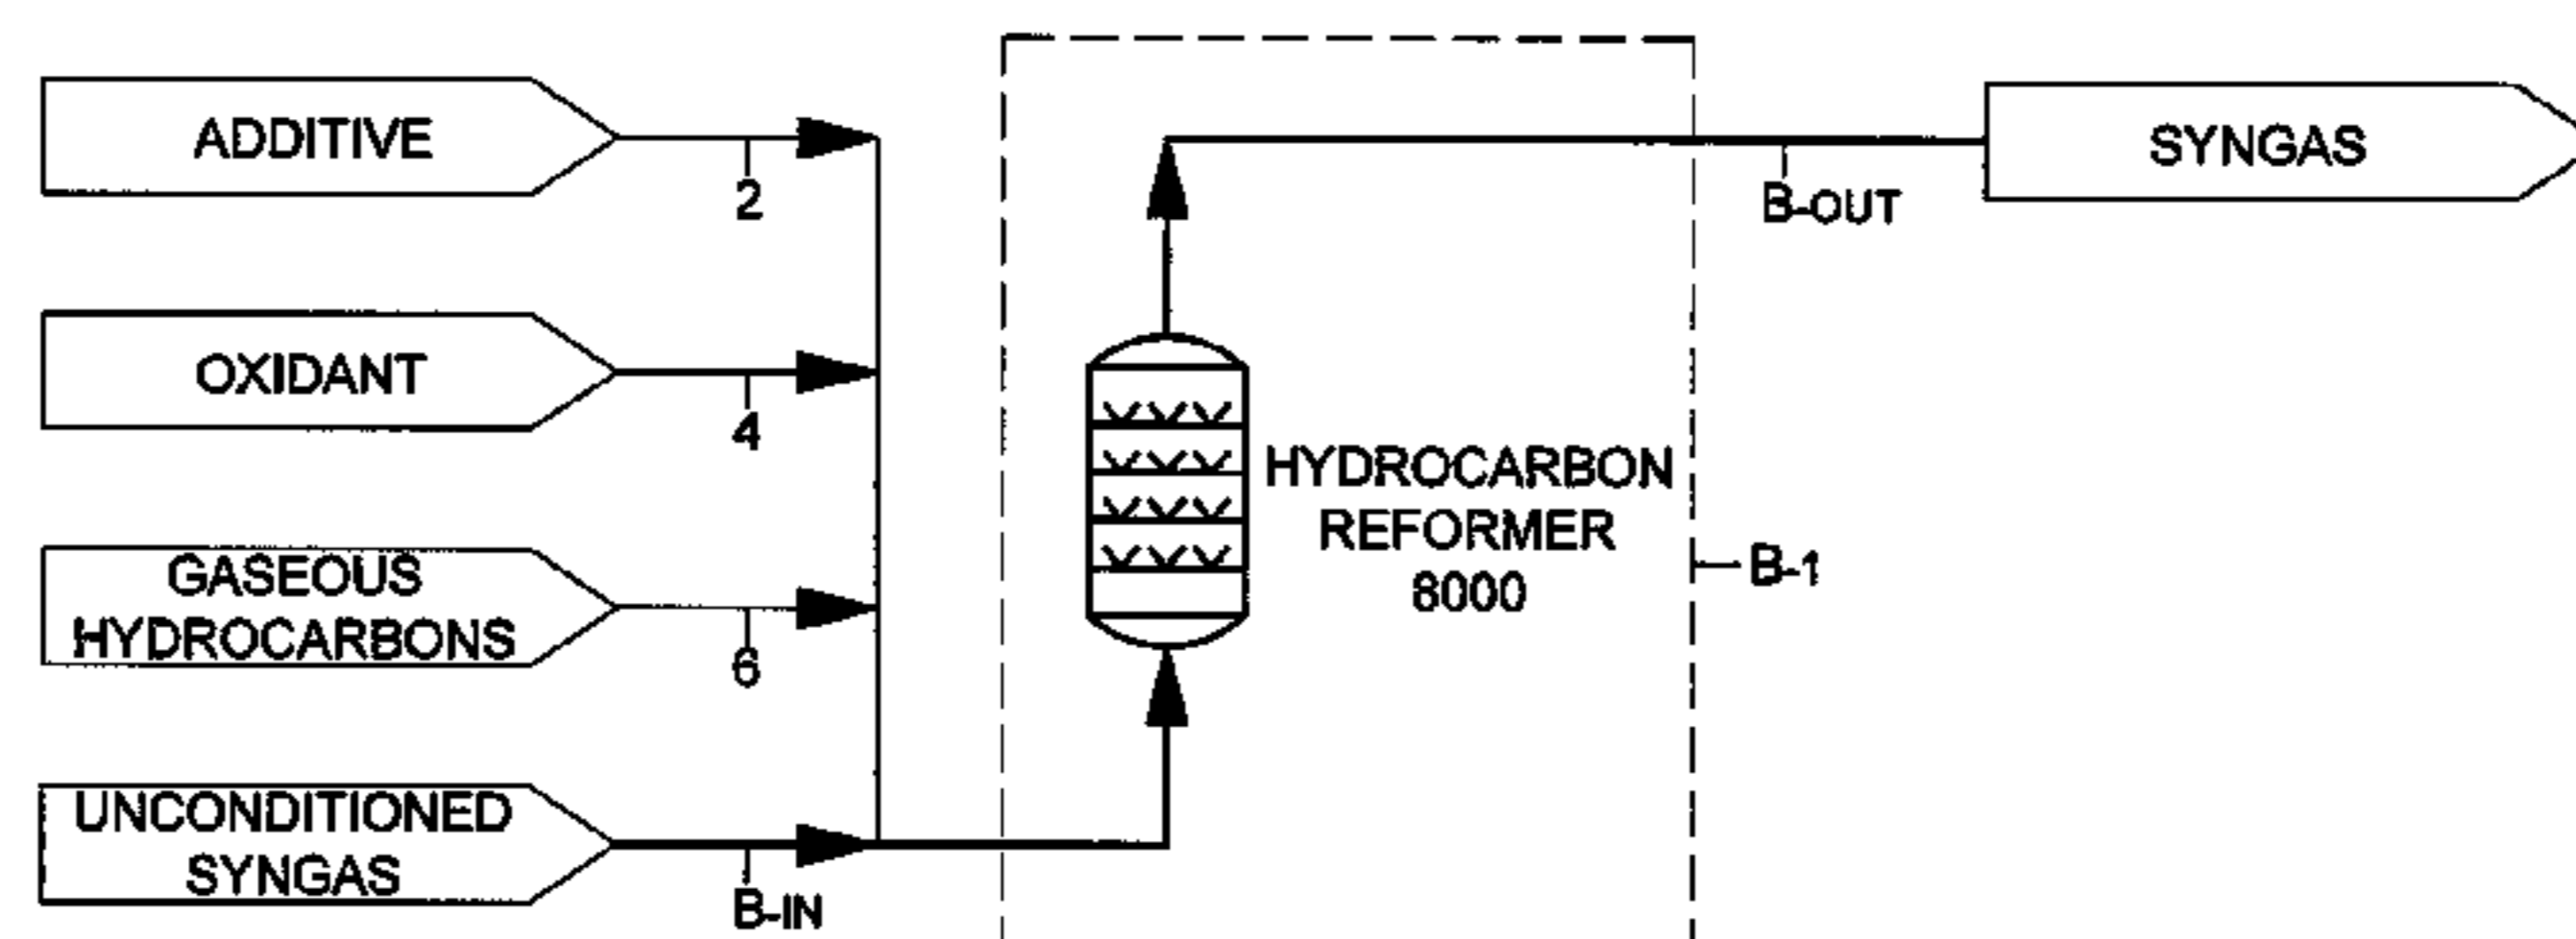 ADDITIVE
2
OXIDANT
4
GASEOUS
HYDROCARBONS
6
UNCONDITIONED
SYNGAS
B-IN
HYDROCARBON
REFORMER
8000
B-1
B-OUT
SYNGAS